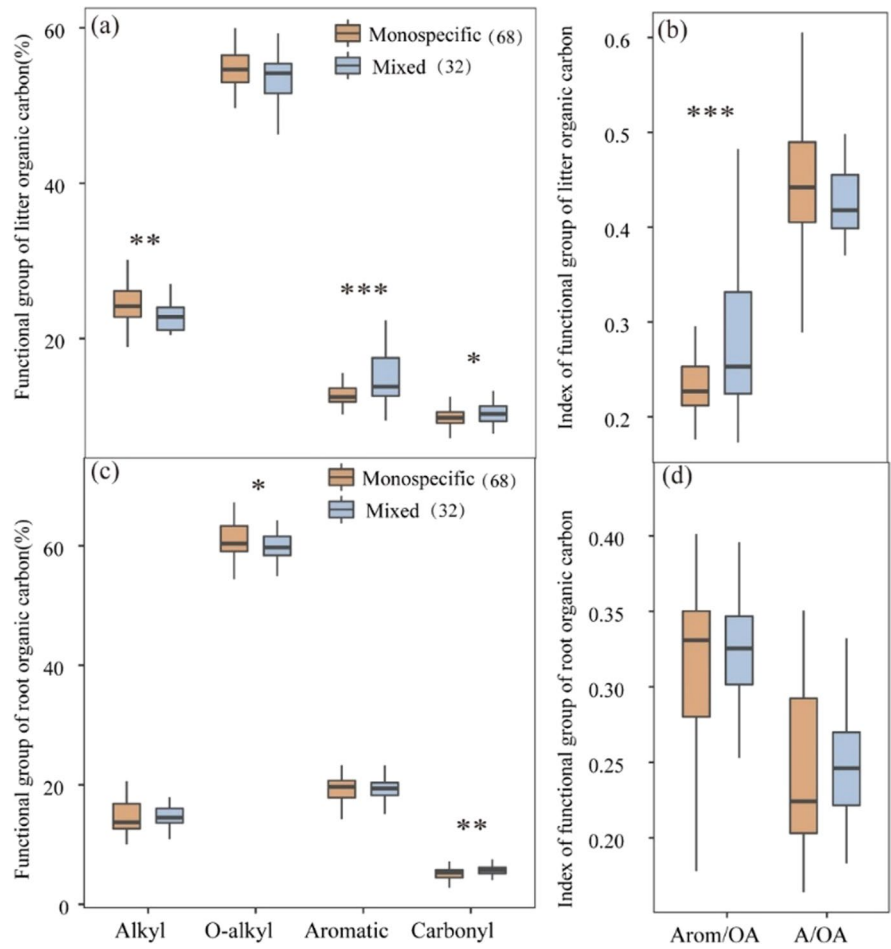 (a)
Monospecific (68)
Mixed (32)
Functional group of litter organic carbon(%)
60
40
20
**
***
*
(b)
Index of functional group of litter organic carbon
0.6
0.5
0.4
0.3
0.2
***
(c)
Monospecific (68)
Mixed (32)
Functional group of root organic carbon(%)
60
40
20
0
*
**
Alkyl O-alkyl Aromatic Carbonyl
(d)
Index of functional group of root organic carbon
0.40
0.35
0.30
0.25
0.20
Arom/OA A/OA